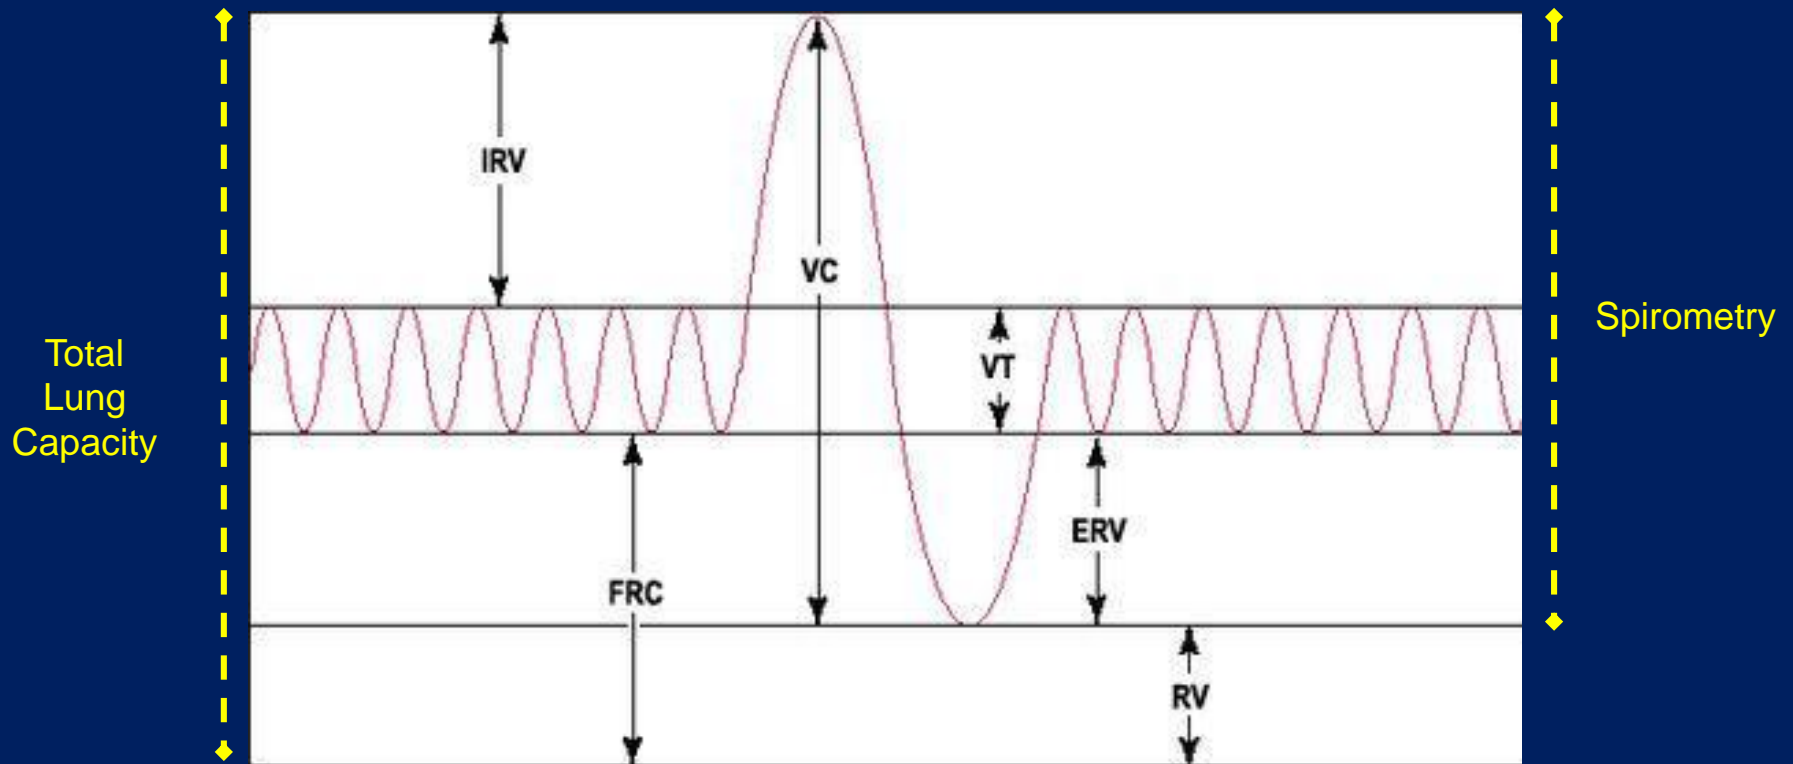 Total
Lung
Capacity
IRV
VC
VT
ERV
FRC
RV
Spirometry